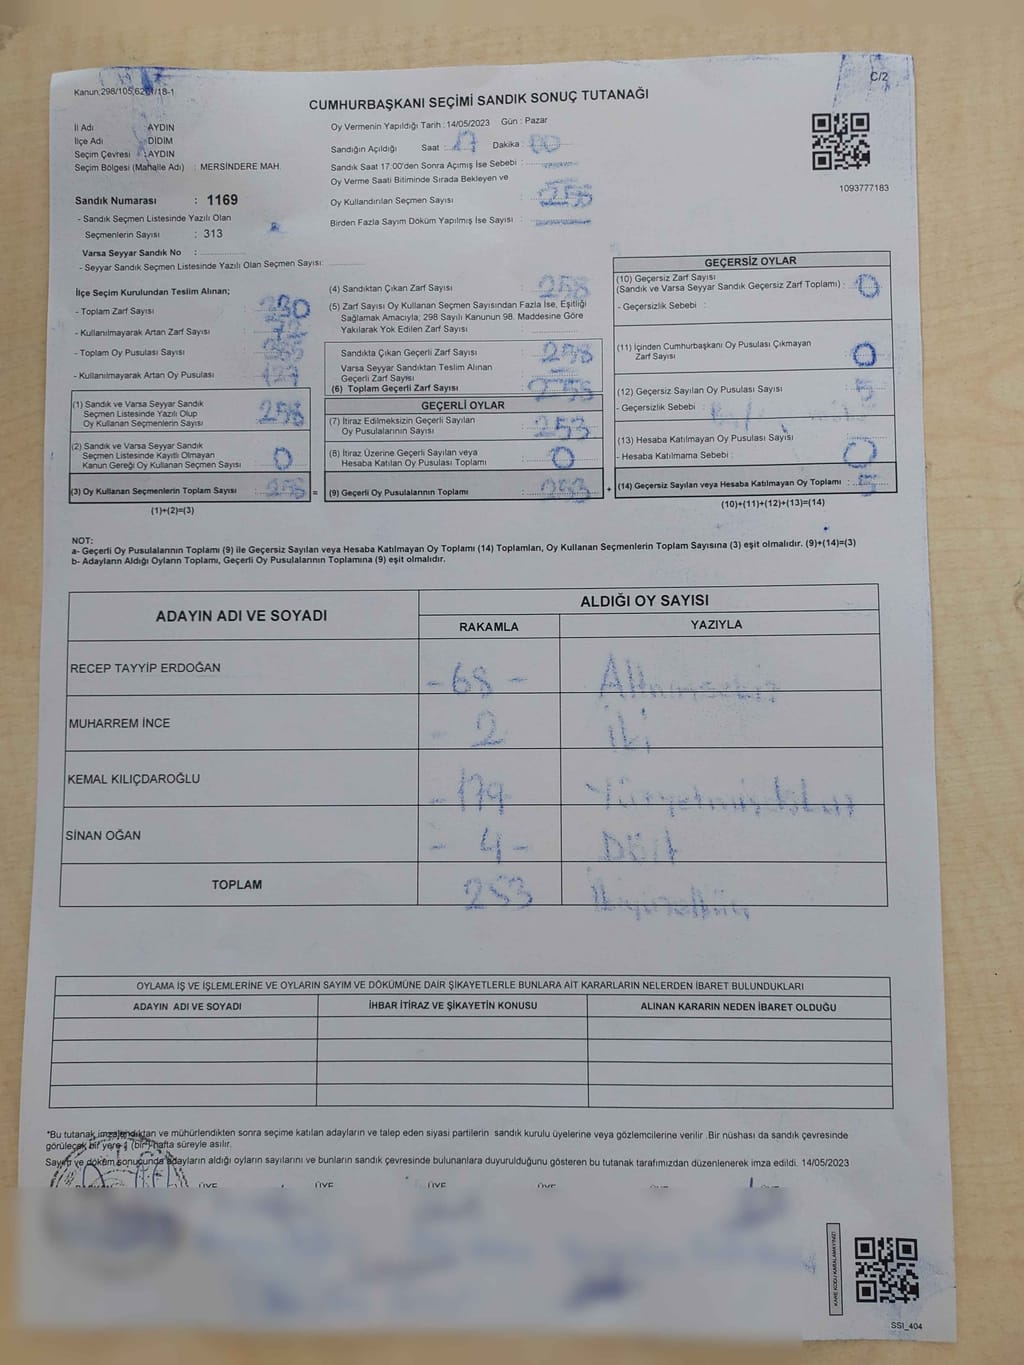 Kanun,298/105,62
/18-1
C/2
CUMHURBAŞKANI SEÇİMİ SANDIK SONUÇ TUTANAĞI
İl Adı : AYDIN
İlçe Adı : DİDİM
Seçim Çevresi : AYDIN
Seçim Bölgesi (Mahalle Adı) : MERSİNDERE MAH.
Sandık Numarası : 1169
- Sandık Seçmen Listesinde Yazılı Olan
Seçmenlerin Sayısı : 313
Varsa Seyyar Sandık No :
- Seyyar Sandık Seçmen Listesinde Yazılı Olan Seçmen Sayısı:
Oy Vermenin Yapıldığı Tarih : 14/05/2023 Gün : Pazar
Sandığın Açıldığı Saat : 17 Dakika : 00
Sandık Saat 17.00'den Sonra Açımış İse Sebebi :
Oy Verme Saati Bitiminde Sırada Bekleyen ve
Oy Kullandırılan Seçmen Sayısı : 258
Birden Fazla Sayım Döküm Yapılmış İse Sayısı :
1093777183
İlçe Seçim Kurulundan Teslim Alınan;
- Toplam Zarf Sayısı :
- Kullanılmayarak Artan Zarf Sayısı :
- Toplam Oy Pusulası Sayısı :
- Kullanılmayarak Artan Oy Pusulası :
(1) Sandık ve Varsa Seyyar Sandık
Seçmen Listesinde Yazılı Olup
Oy Kullanan Seçmenlerin Sayısı : 258
(2) Sandık ve Varsa Seyyar Sandık
Seçmen Listesinde Kayıtlı Olmayan
Kanun Gereği Oy Kullanan Seçmen Sayısı : 0
(3) Oy Kullanan Seçmenlerin Toplam Sayısı : 258 =
(1)+(2)=(3)
(4) Sandıktan Çıkan Zarf Sayısı : 258
(5) Zarf Sayısı Oy Kullanan Seçmen Sayısından Fazla İse, Eşitliği
Sağlamak Amacıyla, 298 Sayılı Kanunun 98. Maddesine Göre
Yakılarak Yok Edilen Zarf Sayısı :
Sandıkta Çıkan Geçerli Zarf Sayısı : 258
Varsa Seyyar Sandıktan Teslim Alınan
Geçerli Zarf Sayısı :
(6) Toplam Geçerli Zarf Sayısı : 258
GEÇERLİ OYLAR
(7) İtiraz Edilmeksizin Geçerli Sayılan
Oy Pusulalarının Sayısı : 253
(8) İtiraz Üzerine Geçerli Sayılan veya
Hesaba Katılan Oy Pusulası Toplamı : 0
(9) Geçerli Oy Pusulalarının Toplamı : 253 +
GEÇERSİZ OYLAR
(10) Geçersiz Zarf Sayısı
(Sandık ve Varsa Seyyar Sandık Geçersiz Zarf Toplamı) : 0
- Geçersizlik Sebebi :
(11) İçinden Cumhurbaşkanı Oy Pusulası Çıkmayan
Zarf Sayısı : 0
(12) Geçersiz Sayılan Oy Pusulası Sayısı : 5
- Geçersizlik Sebebi :
(13) Hesaba Katılmayan Oy Pusulası Sayısı
- Hesaba Katılmama Sebebi : 0
(14) Geçersiz Sayılan veya Hesaba Katılmayan Oy Toplamı : 5
(10)+(11)+(12)+(13)=(14)
NOT:
a- Geçerli Oy Pusulalarının Toplamı (9) ile Geçersiz Sayılan veya Hesaba Katılmayan Oy Toplamı (14) Toplamları, Oy Kullanan Seçmenlerin Toplam Sayısına (3) eşit olmalıdır. (9)+(14)=(3)
b- Adayların Aldığı Oyların Toplamı, Geçerli Oy Pusulalarının Toplamına (9) eşit olmalıdır.
ADAYIN ADI VE SOYADI
ALDIĞI OY SAYISI
RAKAMLA YAZIYLA
RECEP TAYYİP ERDOĞAN -68- Altmışsekiz
MUHARREM İNCE - 2 iki
KEMAL KILIÇDAROĞLU -179 Yüzyetmişdokuz
SİNAN OĞAN - 4 - Dört
TOPLAM 253 İkiyüzelliüç
OYLAMA İŞ VE İŞLEMLERİNE VE OYLARIN SAYIM VE DÖKÜMÜNE DAİR ŞİKAYETLERLE BUNLARA AİT KARARLARIN NELERDEN İBARET BULUNDUKLARI
ADAYIN ADI VE SOYADI İHBAR İTİRAZ VE ŞİKAYETİN KONUSU ALINAN KARARIN NEDEN İBARET OLDUĞU
*Bu tutanak imzalandıktan ve mühürlendikten sonra seçime katılan adayların ve talep eden siyasi partilerin sandık kurulu üyelerine veya gözlemcilerine verilir .Bir nüshası da sandık çevresinde
görülecek bir yere 1 (bir) hafta süreyle asılır.
Sayım ve döküm sonucunda adayların aldığı oyların sayılarını ve bunların sandık çevresinde bulunanlara duyurulduğunu gösteren bu tutanak tarafımızdan düzenlenerek imza edildi. 14/05/2023
ÜYE ÜYE ÜYE ÜYE ÜYE ÜYE
KARE KODU KARALAMAYINIZ!
SSI_404